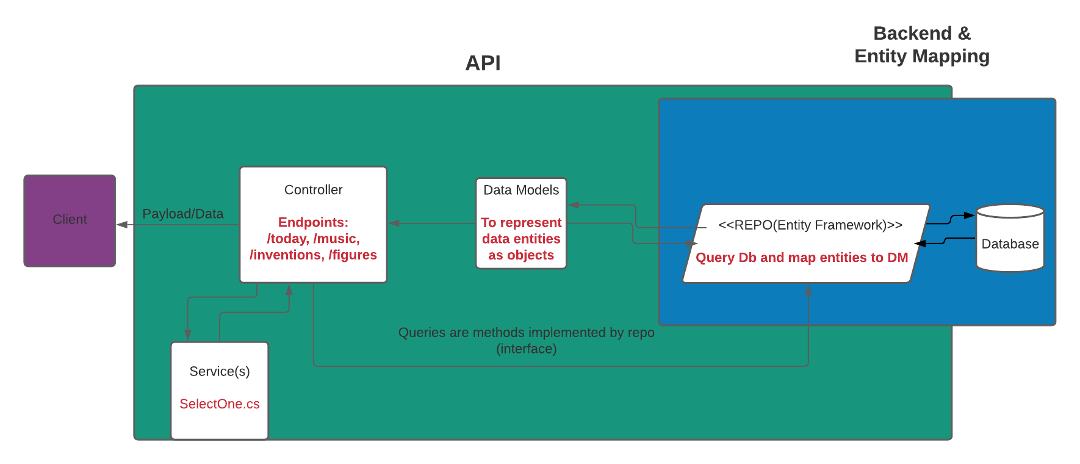 Backend &
Entity Mapping
API
Client
Payload/Data
Controller
Endpoints:
/today, /music,
/inventions, /figures
Data Models
To represent
data entities
as objects
<<REPO(Entity Framework)>>
Query Db and map entities to DM
Database
Queries are methods implemented by repo
(interface)
Service(s)
SelectOne.cs